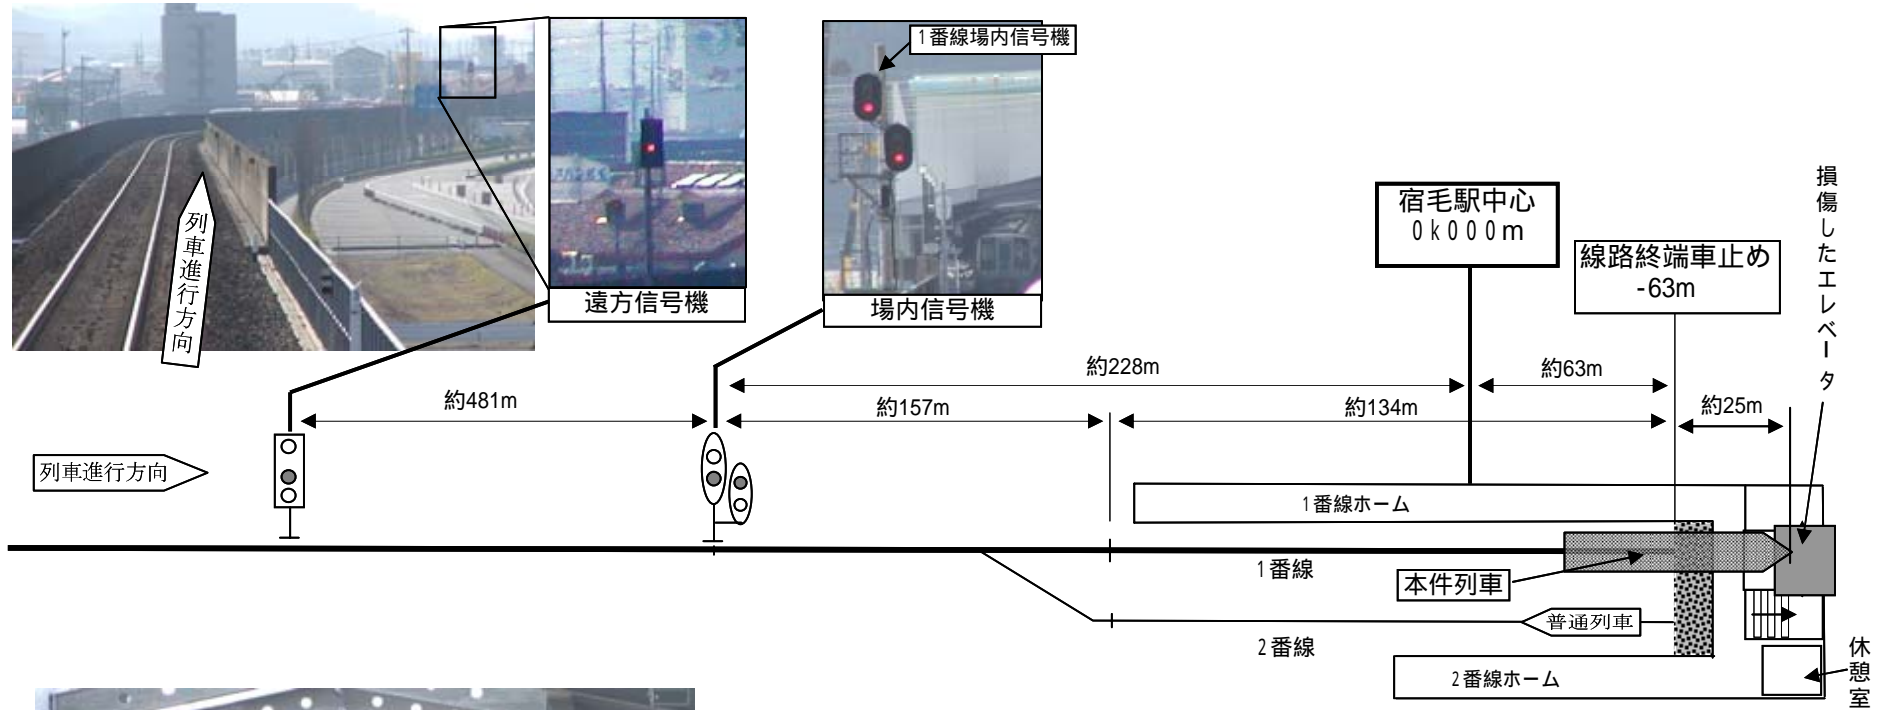 1番線場内信号機
列車進行方向
遠方信号機
場内信号機
宿毛駅中心
0k000m
線路終端車止め
-63m
損傷したエレベータ
約228m
約63m
約481m
約157m
約134m
約25m
列車進行方向
1番線ホーム
1番線
本件列車
普通列車
2番線
2番線ホーム
休憩室